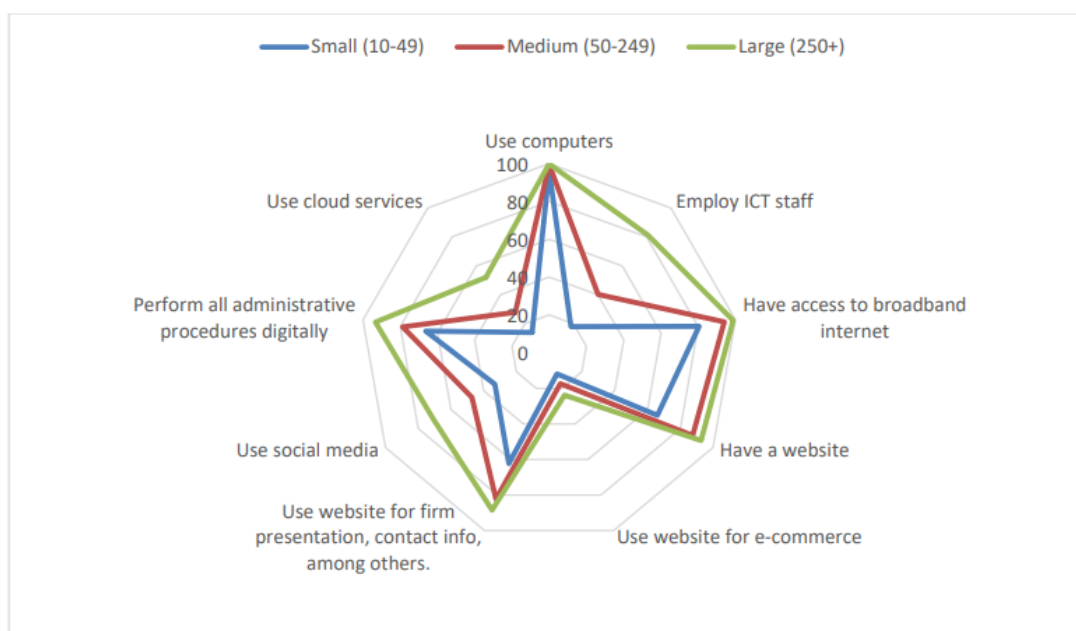 Small (10-49)
Medium (50-249)
Large (250+)
Use computers
100
80
60
40
20
0
Employ ICT staff
Have access to broadband
internet
Have a website
Use website for e-commerce
Use website for firm
presentation, contact info,
among others.
Use social media
Perform all administrative
procedures digitally
Use cloud services